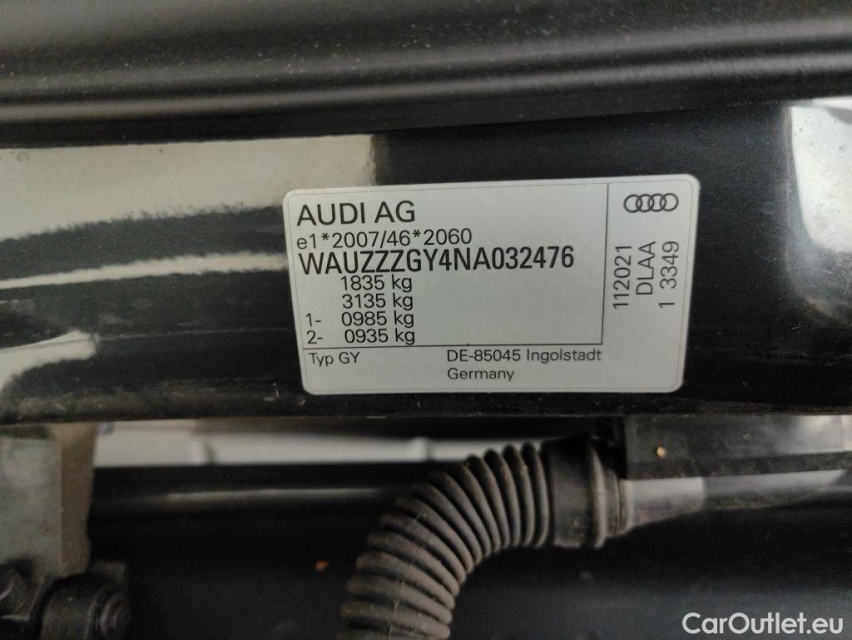 AUDI AG
e1*2007/46*2060
WAUZZZGY4NA032476
1835 kg
3135 kg
1- 0985 kg
2- 0935 kg
Typ GY
DE-85045 Ingolstadt
Germany
112021
DLAA
1 3349
CarOutlet.eu